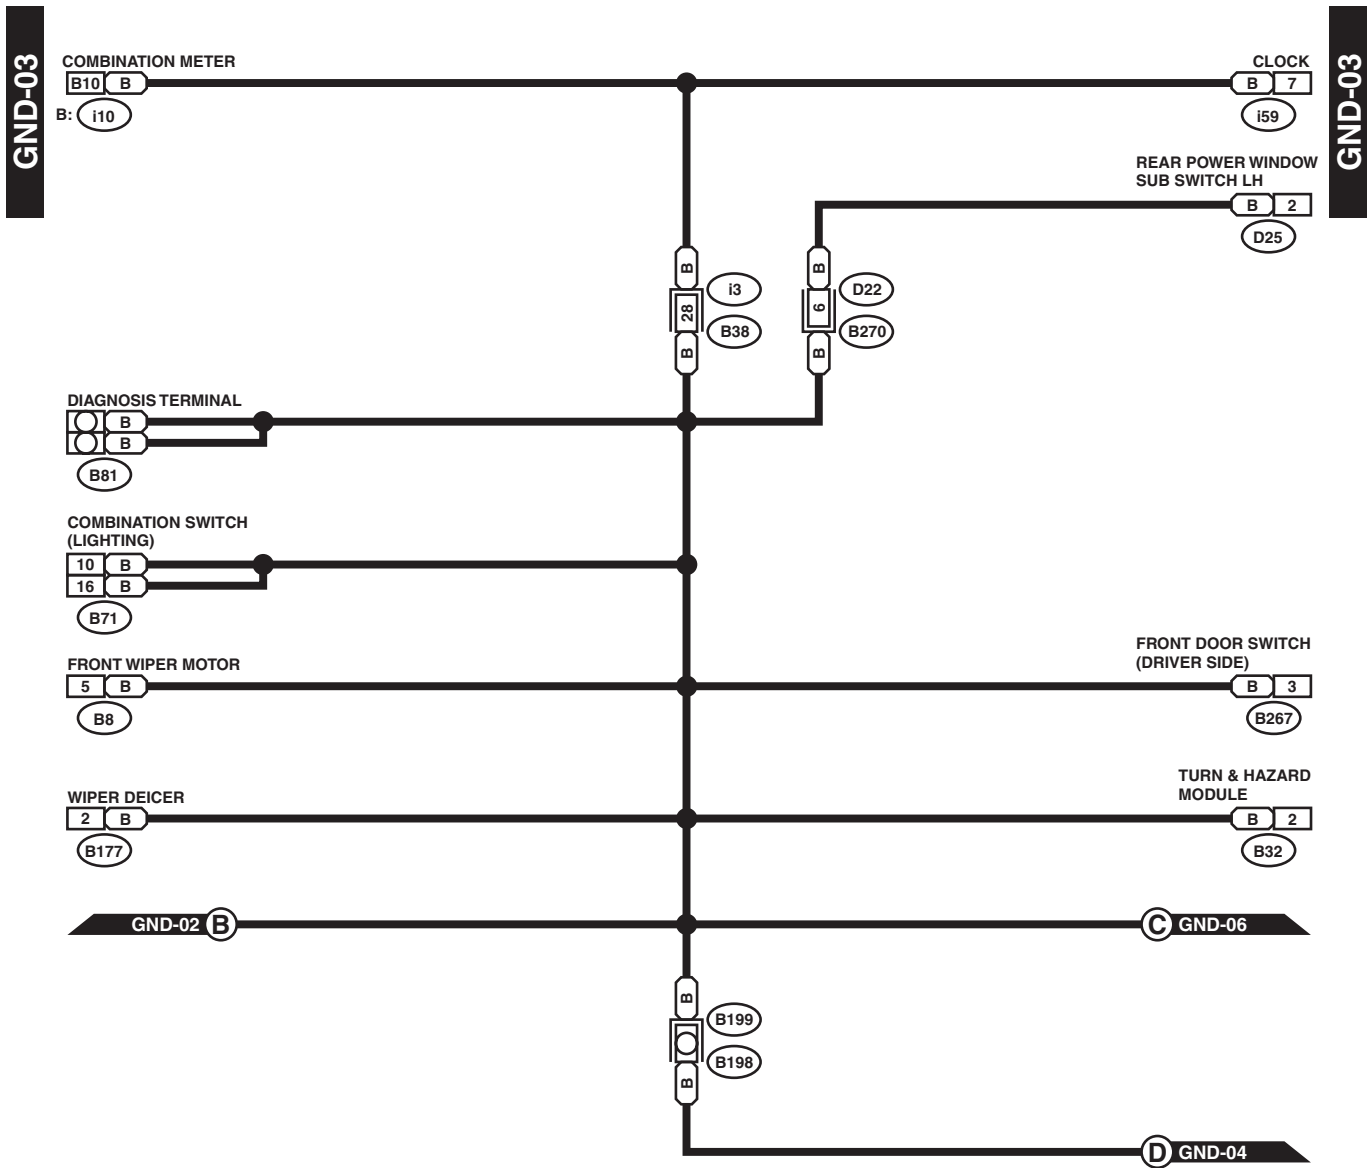 GND-03
GND-03
COMBINATION METER
B10 B
B: i10
CLOCK
B 7
i59
REAR POWER WINDOW
SUB SWITCH LH
B 2
D25
B
28
B
i3
B38
B
6
B
D22
B270
DIAGNOSIS TERMINAL
B
B
B81
COMBINATION SWITCH
(LIGHTING)
10 B
16 B
B71
FRONT WIPER MOTOR
5 B
B8
FRONT DOOR SWITCH
(DRIVER SIDE)
B 3
B267
WIPER DEICER
2 B
B177
TURN & HAZARD
MODULE
B 2
B32
GND-02 B
C GND-06
B
B199
B198
B
D GND-04